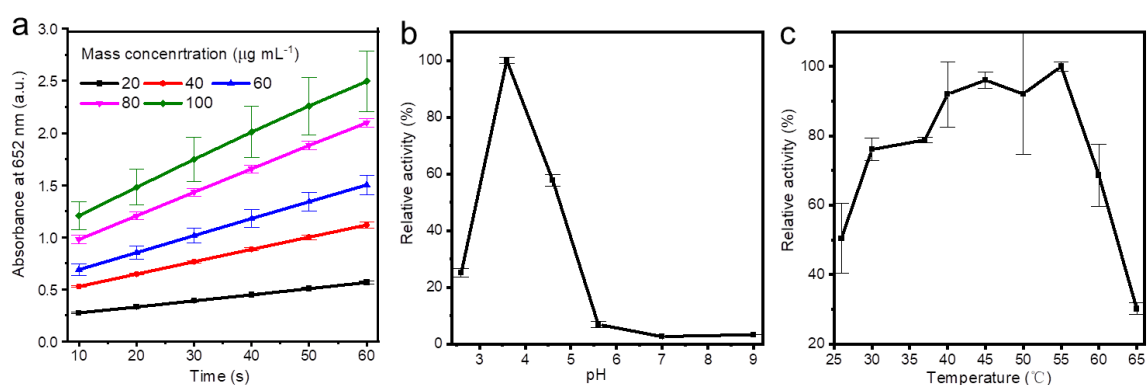 a
Mass concenrtration (μg mL⁻¹)
20 40 60
80 100
Absorbance at 652 nm (a.u.)
3.0
2.5
2.0
1.5
1.0
0.5
0.0
10 20 30 40 50 60
Time (s)
b
Relative activity (%)
100
80
60
40
20
0
3 4 5 6 7 8 9
pH
c
Relative activity (%)
100
80
60
40
20
25 30 35 40 45 50 55 60 65
Temperature (℃)